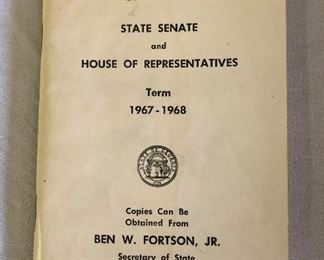 STATE SENATE
and
HOUSE OF REPRESENTATIVES
Term
1967-1968
Copies Can Be
Obtained From
BEN W. FORTSON, JR.
Secretary of State